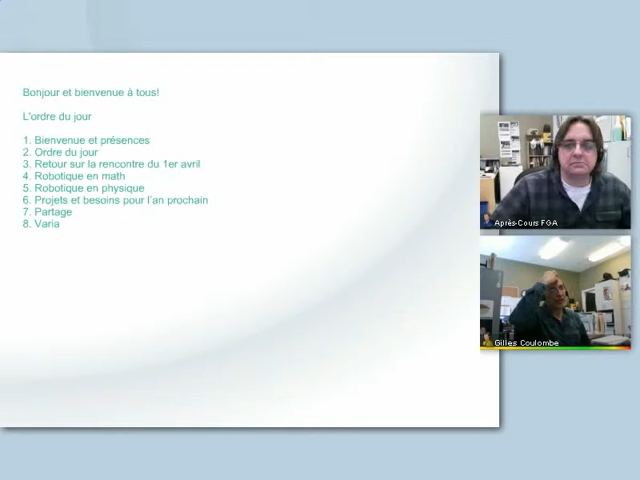 Bonjour et bienvenue à tous!
L'ordre du jour
1. Bienvenue et présences
2. Ordre du jour
3. Retour sur la rencontre du 1er avril
4. Robotique en math
5. Robotique en physique
6. Projets et besoins pour l'an prochain
7. Partage
8. Varia
Après-Cours FGA
Gilles Coulombe